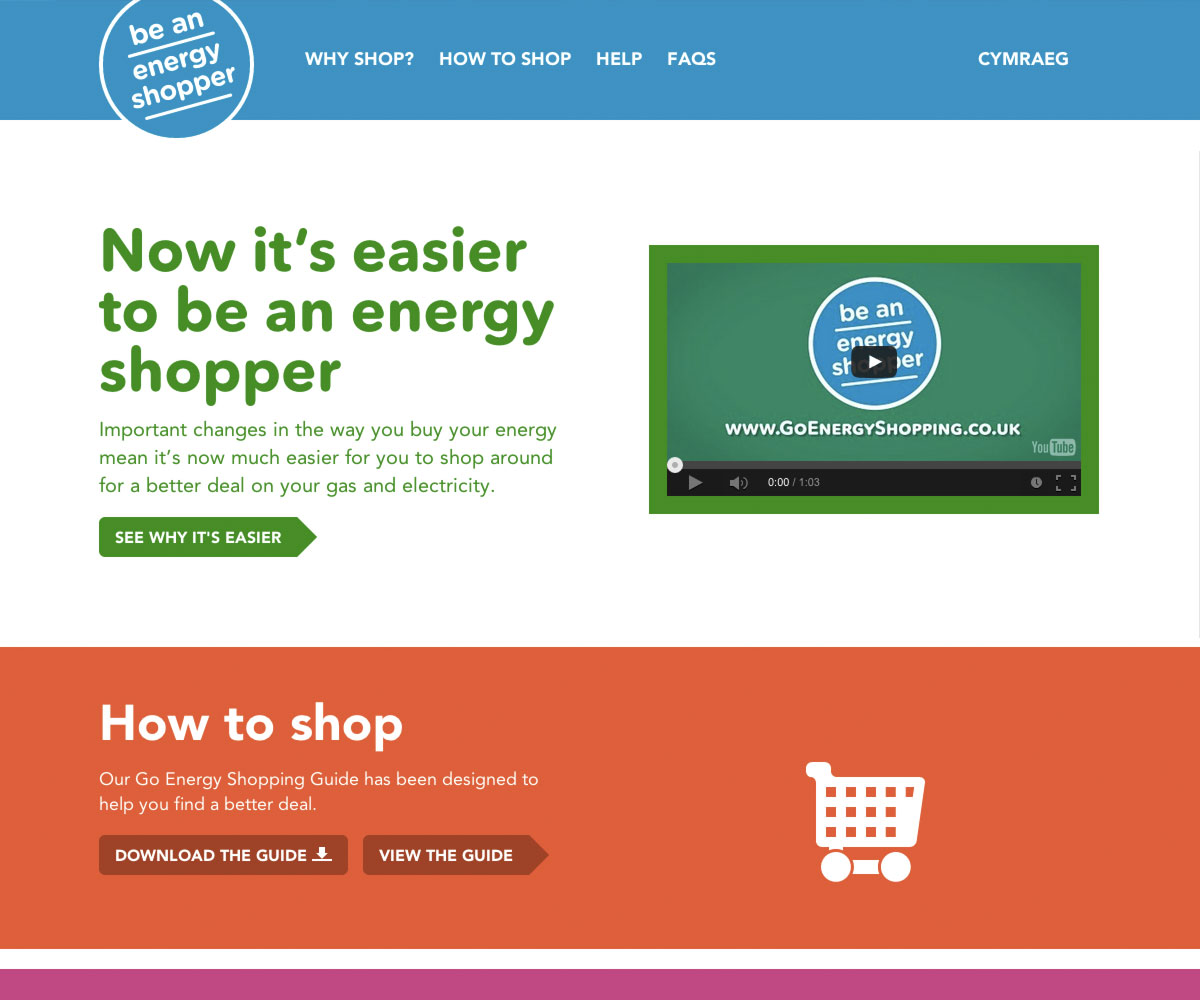 be an
energy
shopper
WHY SHOP? HOW TO SHOP HELP FAQS CYMRAEG
Now it's easier
to be an energy
shopper
Important changes in the way you buy your energy
mean it's now much easier for you to shop around
for a better deal on your gas and electricity.
SEE WHY IT'S EASIER
be an
energy
shopper
www.GoEnergyShopping.co.uk
YouTube
0:00 / 1:03
How to shop
Our Go Energy Shopping Guide has been designed to
help you find a better deal.
DOWNLOAD THE GUIDE
VIEW THE GUIDE